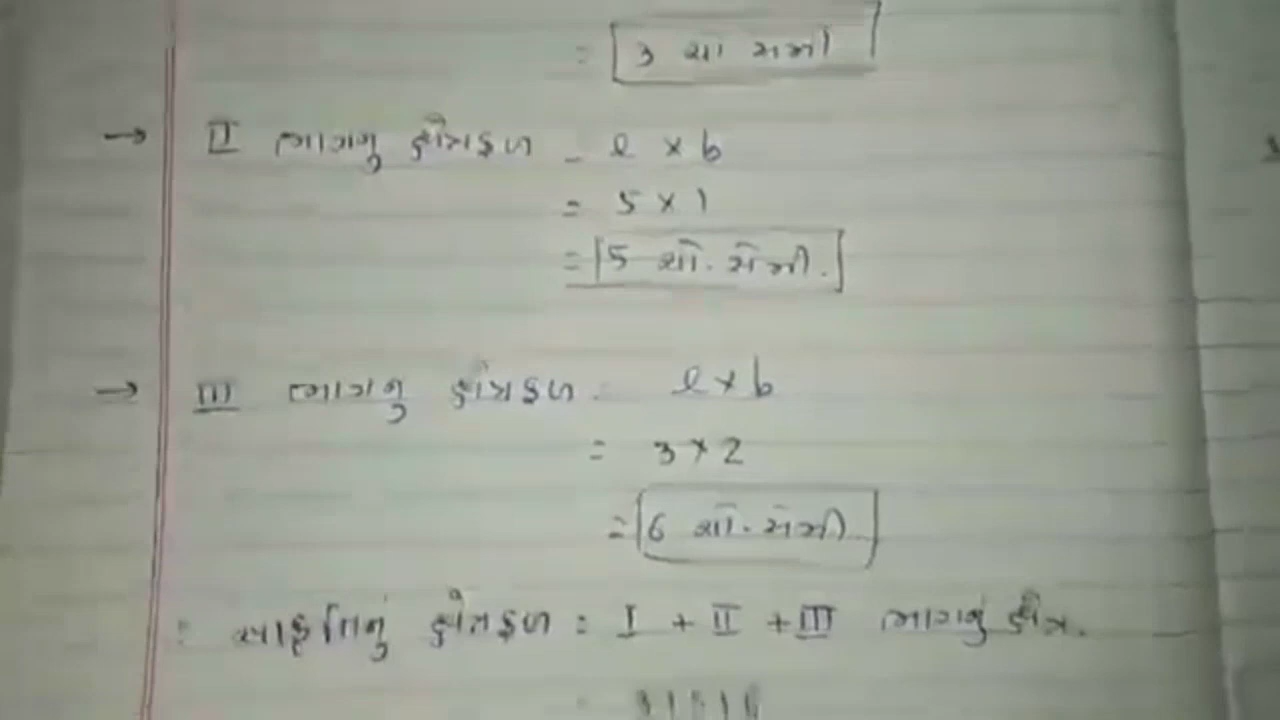 = 3 ચો સેમી
→ II ભાગનું ક્ષેત્રફળ - l × b
= 5 × 1
= 5 ચો. સેમી.
→ III ભાગનું ક્ષેત્રફળ - l × b
= 3 × 2
= 6 ચો. સેમી.
: આકૃતિનું ક્ષેત્રફળ = I + II + III ભાગનું ક્ષેત્ર.